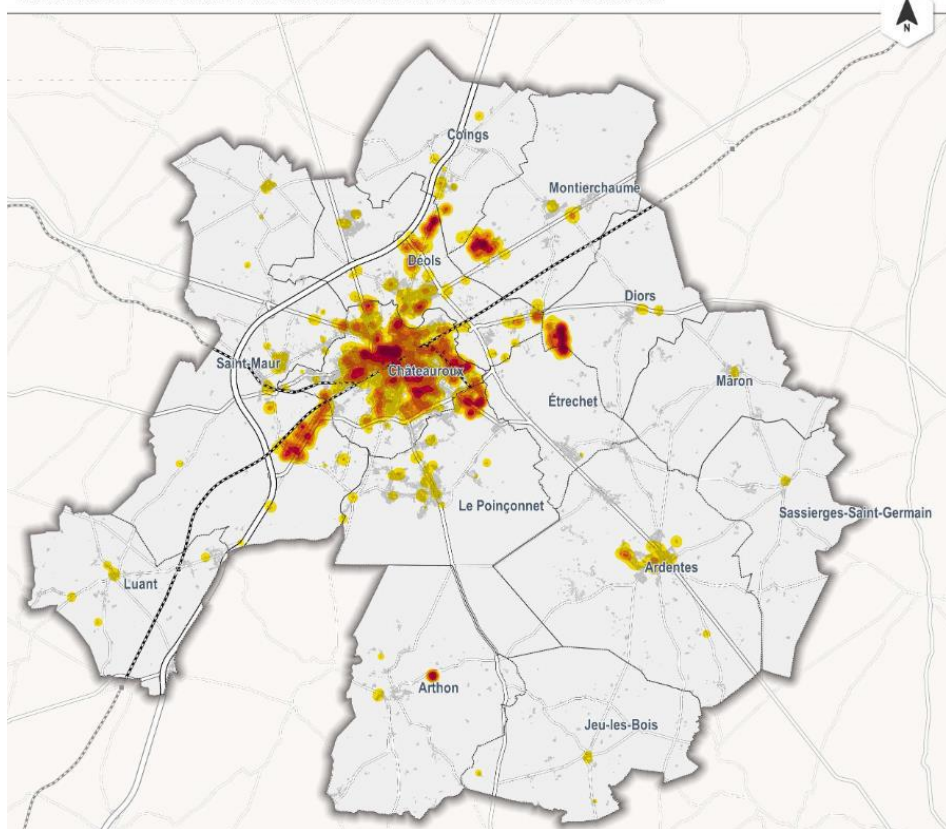 N
Coings
Montierchaume
Déols
Diors
Saint-Maur
Châteauroux
Mâron
Étrechet
Le Poinçonnet
Sassierges-Saint-Germain
Ardentes
Luant
Arthon
Jeu-les-Bois